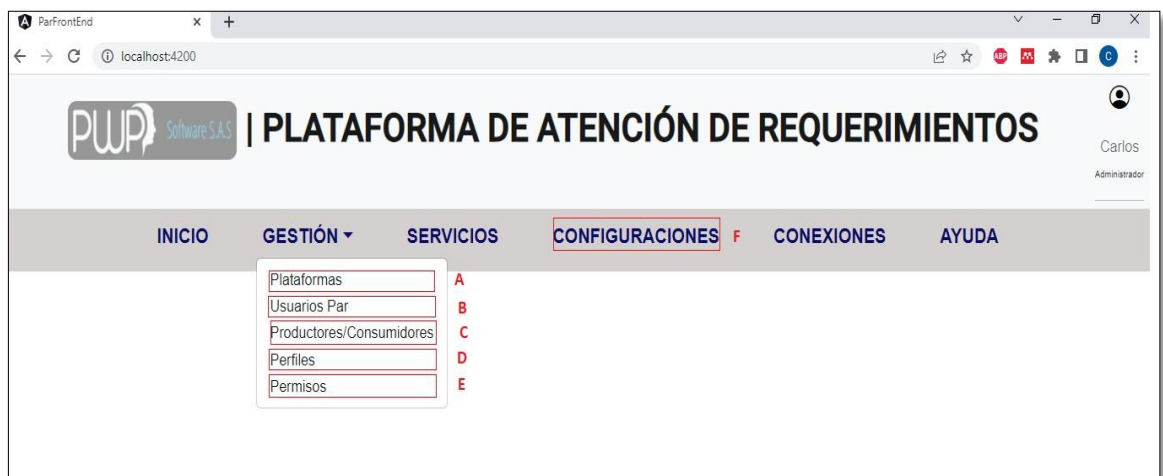 ParFrontEnd
localhost:4200
ABP
C
PWP Software S.A.S | PLATAFORMA DE ATENCIÓN DE REQUERIMIENTOS
Carlos
Administrador
INICIO GESTIÓN SERVICIOS CONFIGURACIONES F CONEXIONES AYUDA
Plataformas A
Usuarios Par B
Productores/Consumidores C
Perfiles D
Permisos E